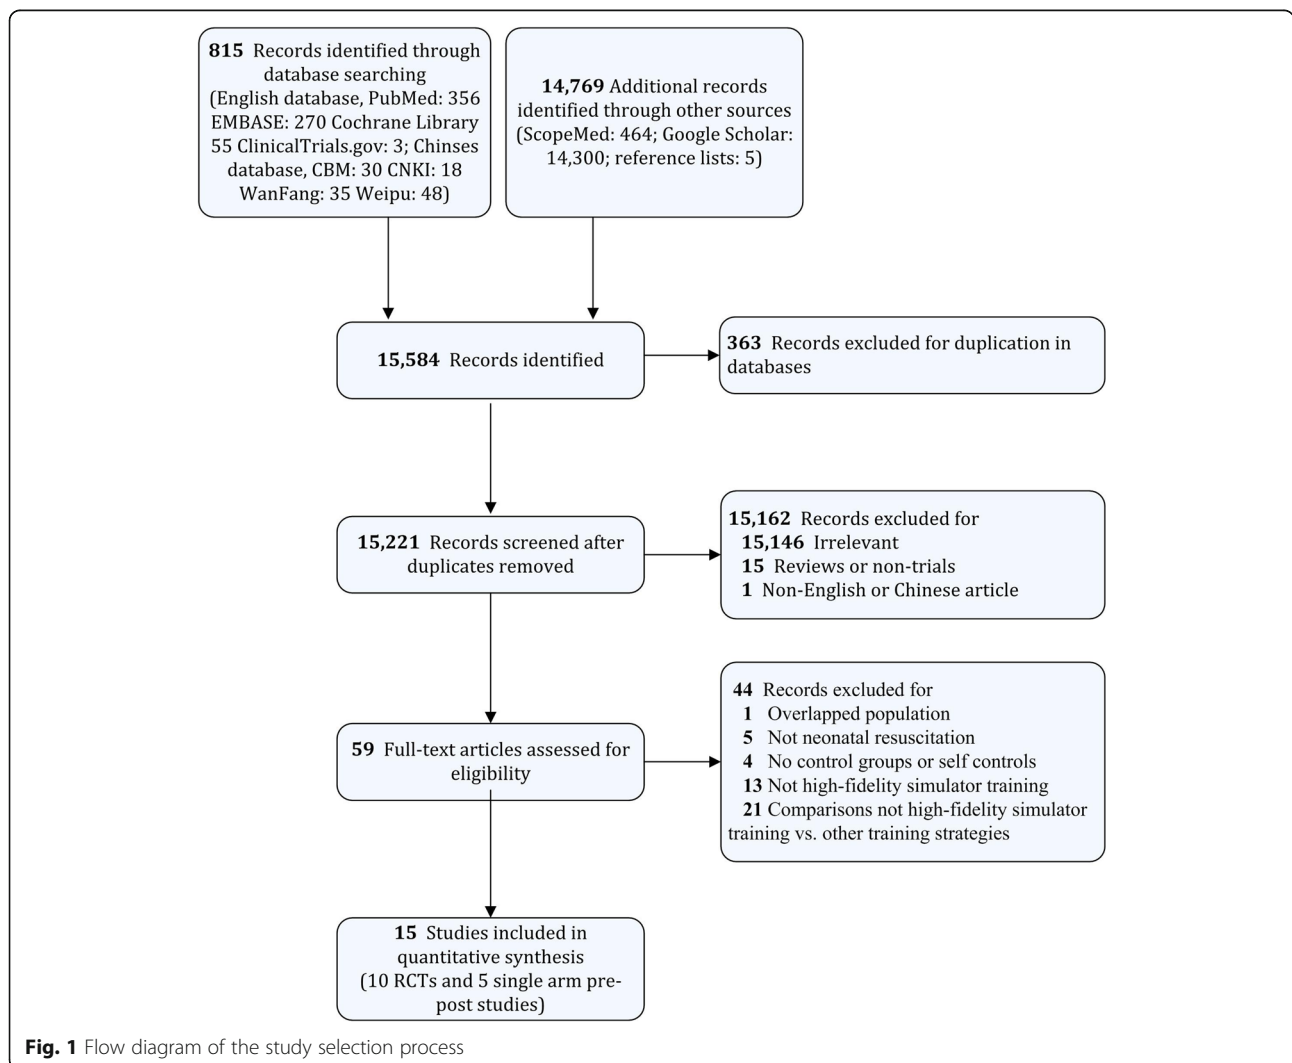 815 Records identified through
database searching
(English database, PubMed: 356
EMBASE: 270 Cochrane Library
55 ClinicalTrials.gov: 3; Chinses
database, CBM: 30 CNKI: 18
WanFang: 35 Weipu: 48)
14,769 Additional records
identified through other sources
(ScopeMed: 464; Google Scholar:
14,300; reference lists: 5)
15,584 Records identified
363 Records excluded for duplication in
databases
15,221 Records screened after
duplicates removed
15,162 Records excluded for
15,146 Irrelevant
15 Reviews or non-trials
1 Non-English or Chinese article
59 Full-text articles assessed for
eligibility
44 Records excluded for
1 Overlapped population
5 Not neonatal resuscitation
4 No control groups or self controls
13 Not high-fidelity simulator training
21 Comparisons not high-fidelity simulator
training vs. other training strategies
15 Studies included in
quantitative synthesis
(10 RCTs and 5 single arm pre-
post studies)
Fig. 1 Flow diagram of the study selection process